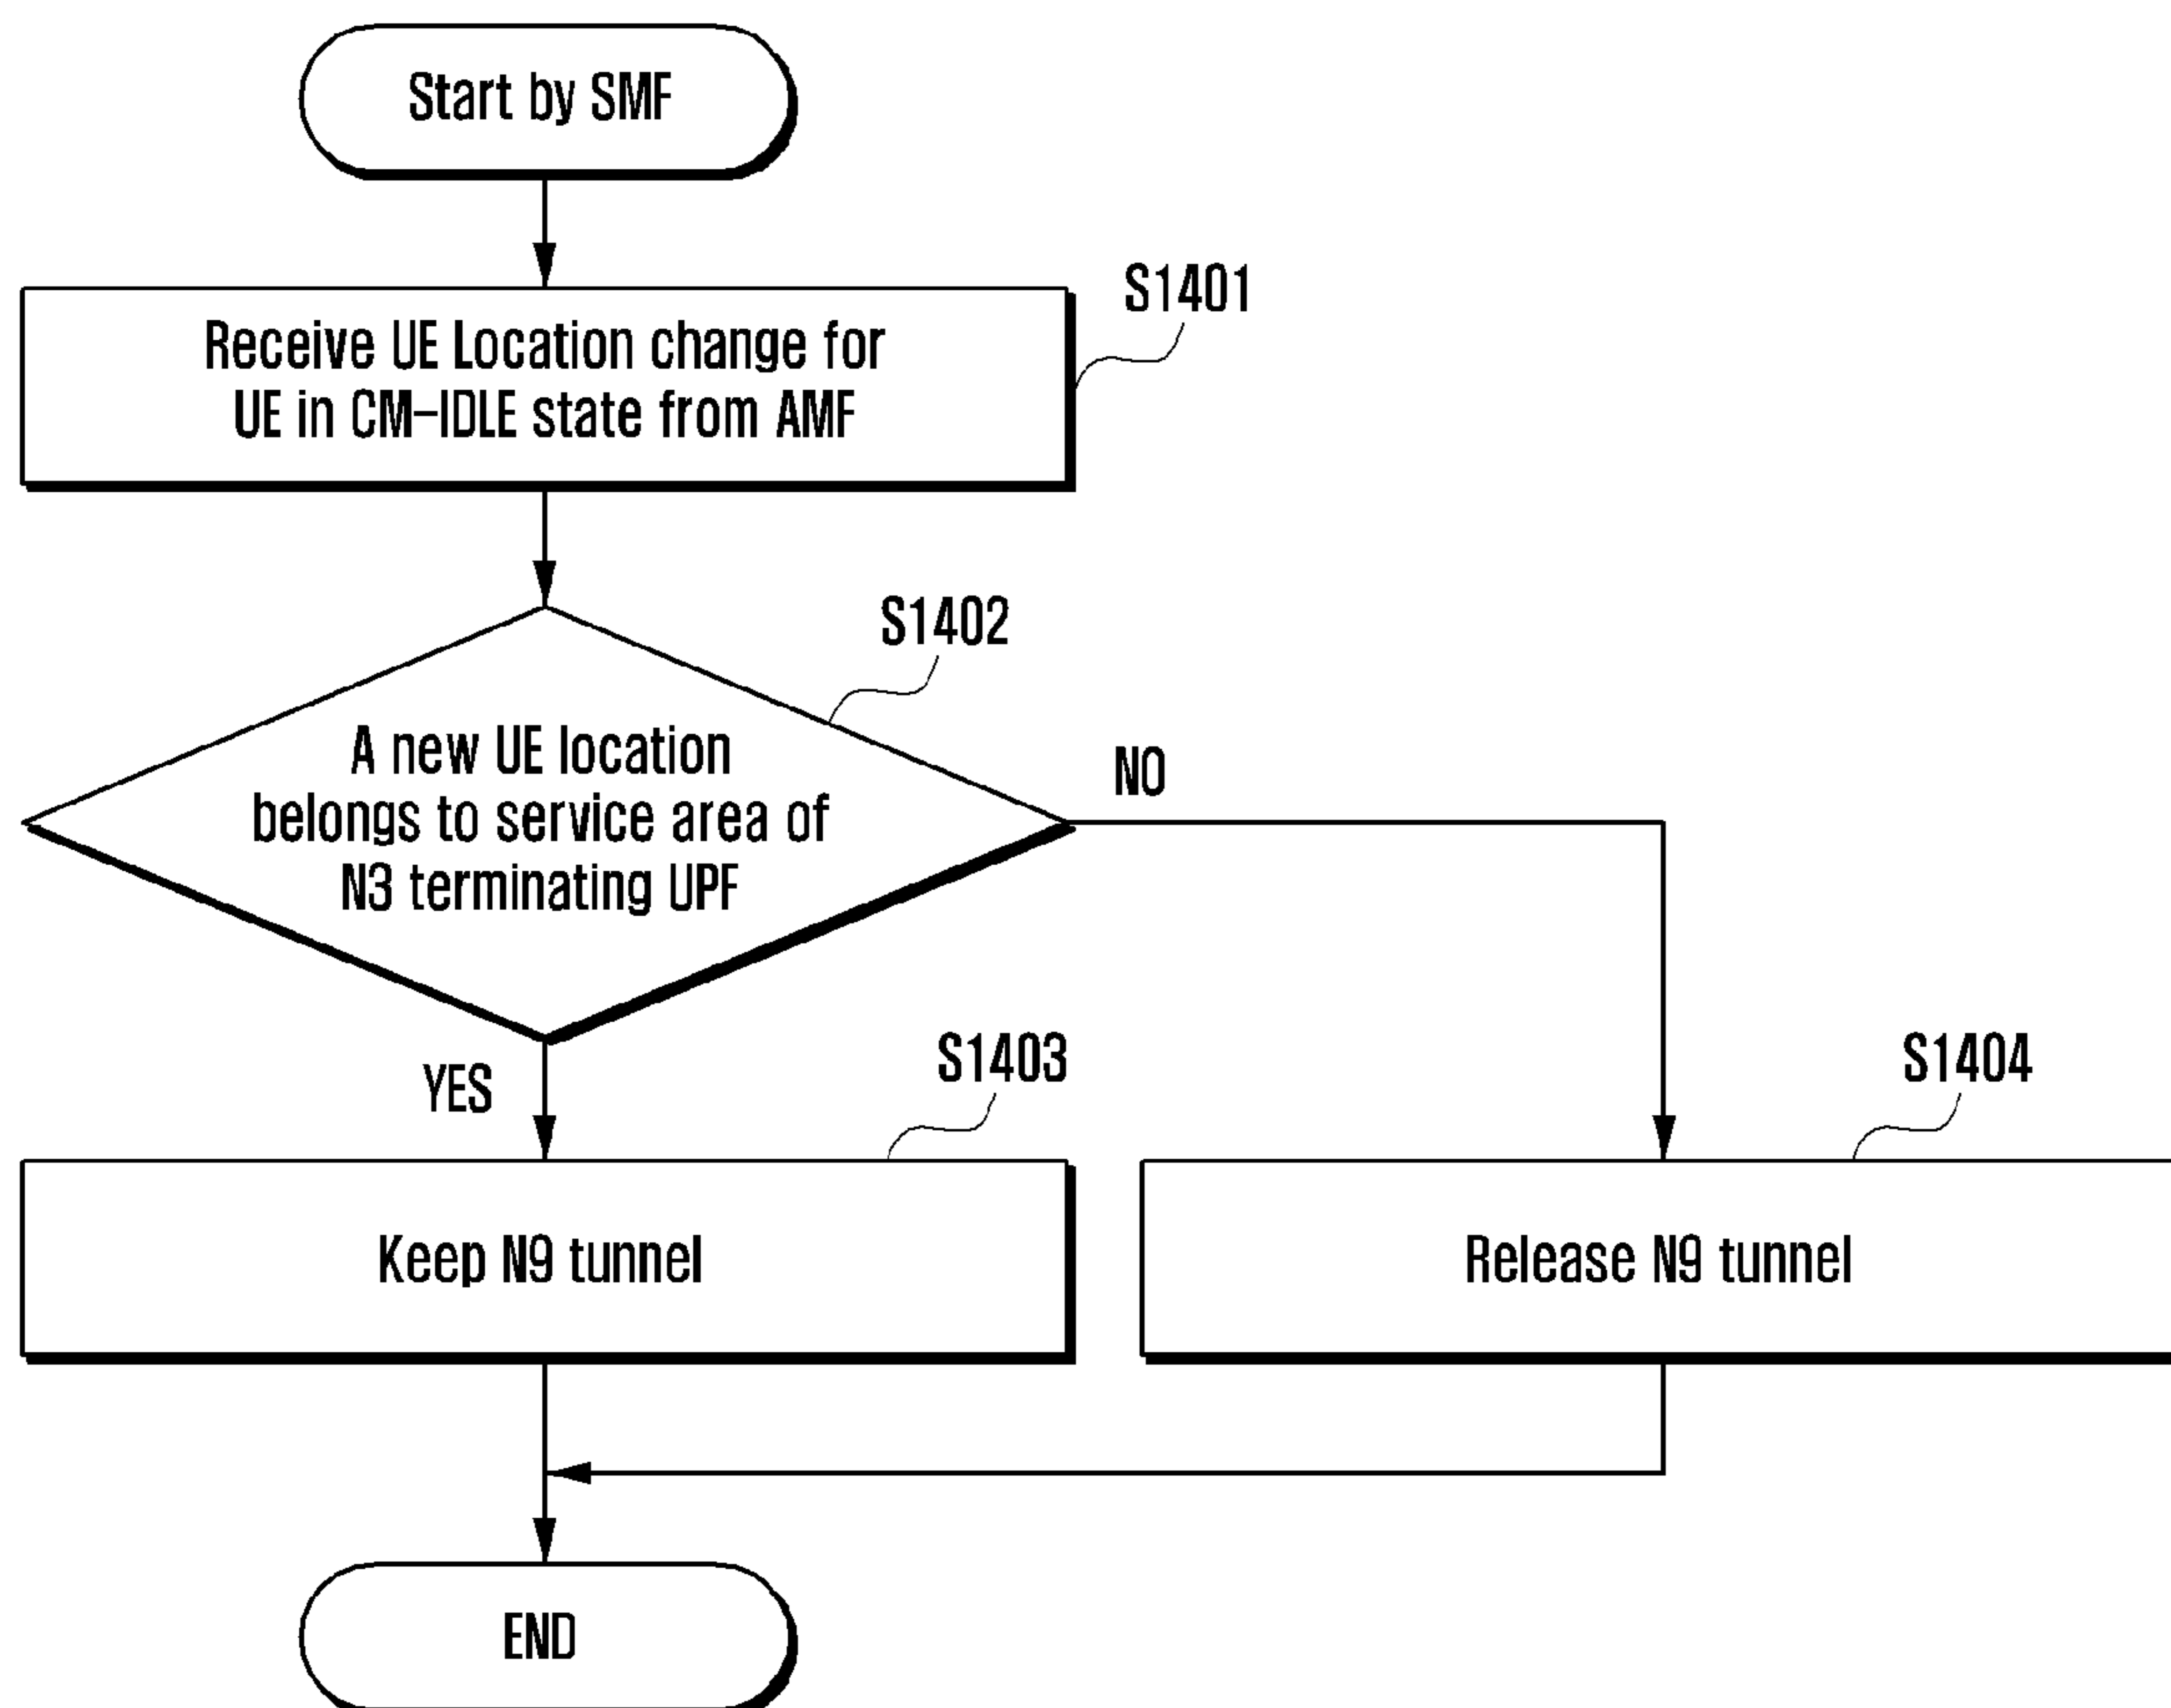 Start by SMF
S1401
Receive UE Location change for
UE in CM-IDLE state from AMF
S1402
A new UE location
belongs to service area of
N3 terminating UPF
NO
YES
S1403
S1404
Keep N9 tunnel
Release N9 tunnel
END